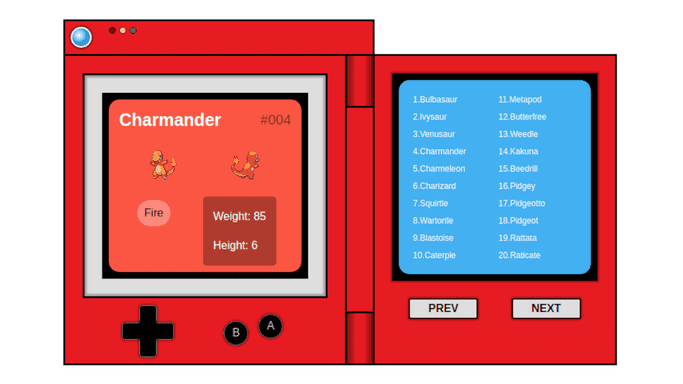 Charmander #004
Fire
Weight: 85
Height: 6
B A
1.Bulbasaur
2.Ivysaur
3.Venusaur
4.Charmander
5.Charmeleon
6.Charizard
7.Squirtle
8.Wartortle
9.Blastoise
10.Caterpie
11.Metapod
12.Butterfree
13.Weedle
14.Kakuna
15.Beedrill
16.Pidgey
17.Pidgeotto
18.Pidgeot
19.Rattata
20.Raticate
PREV NEXT